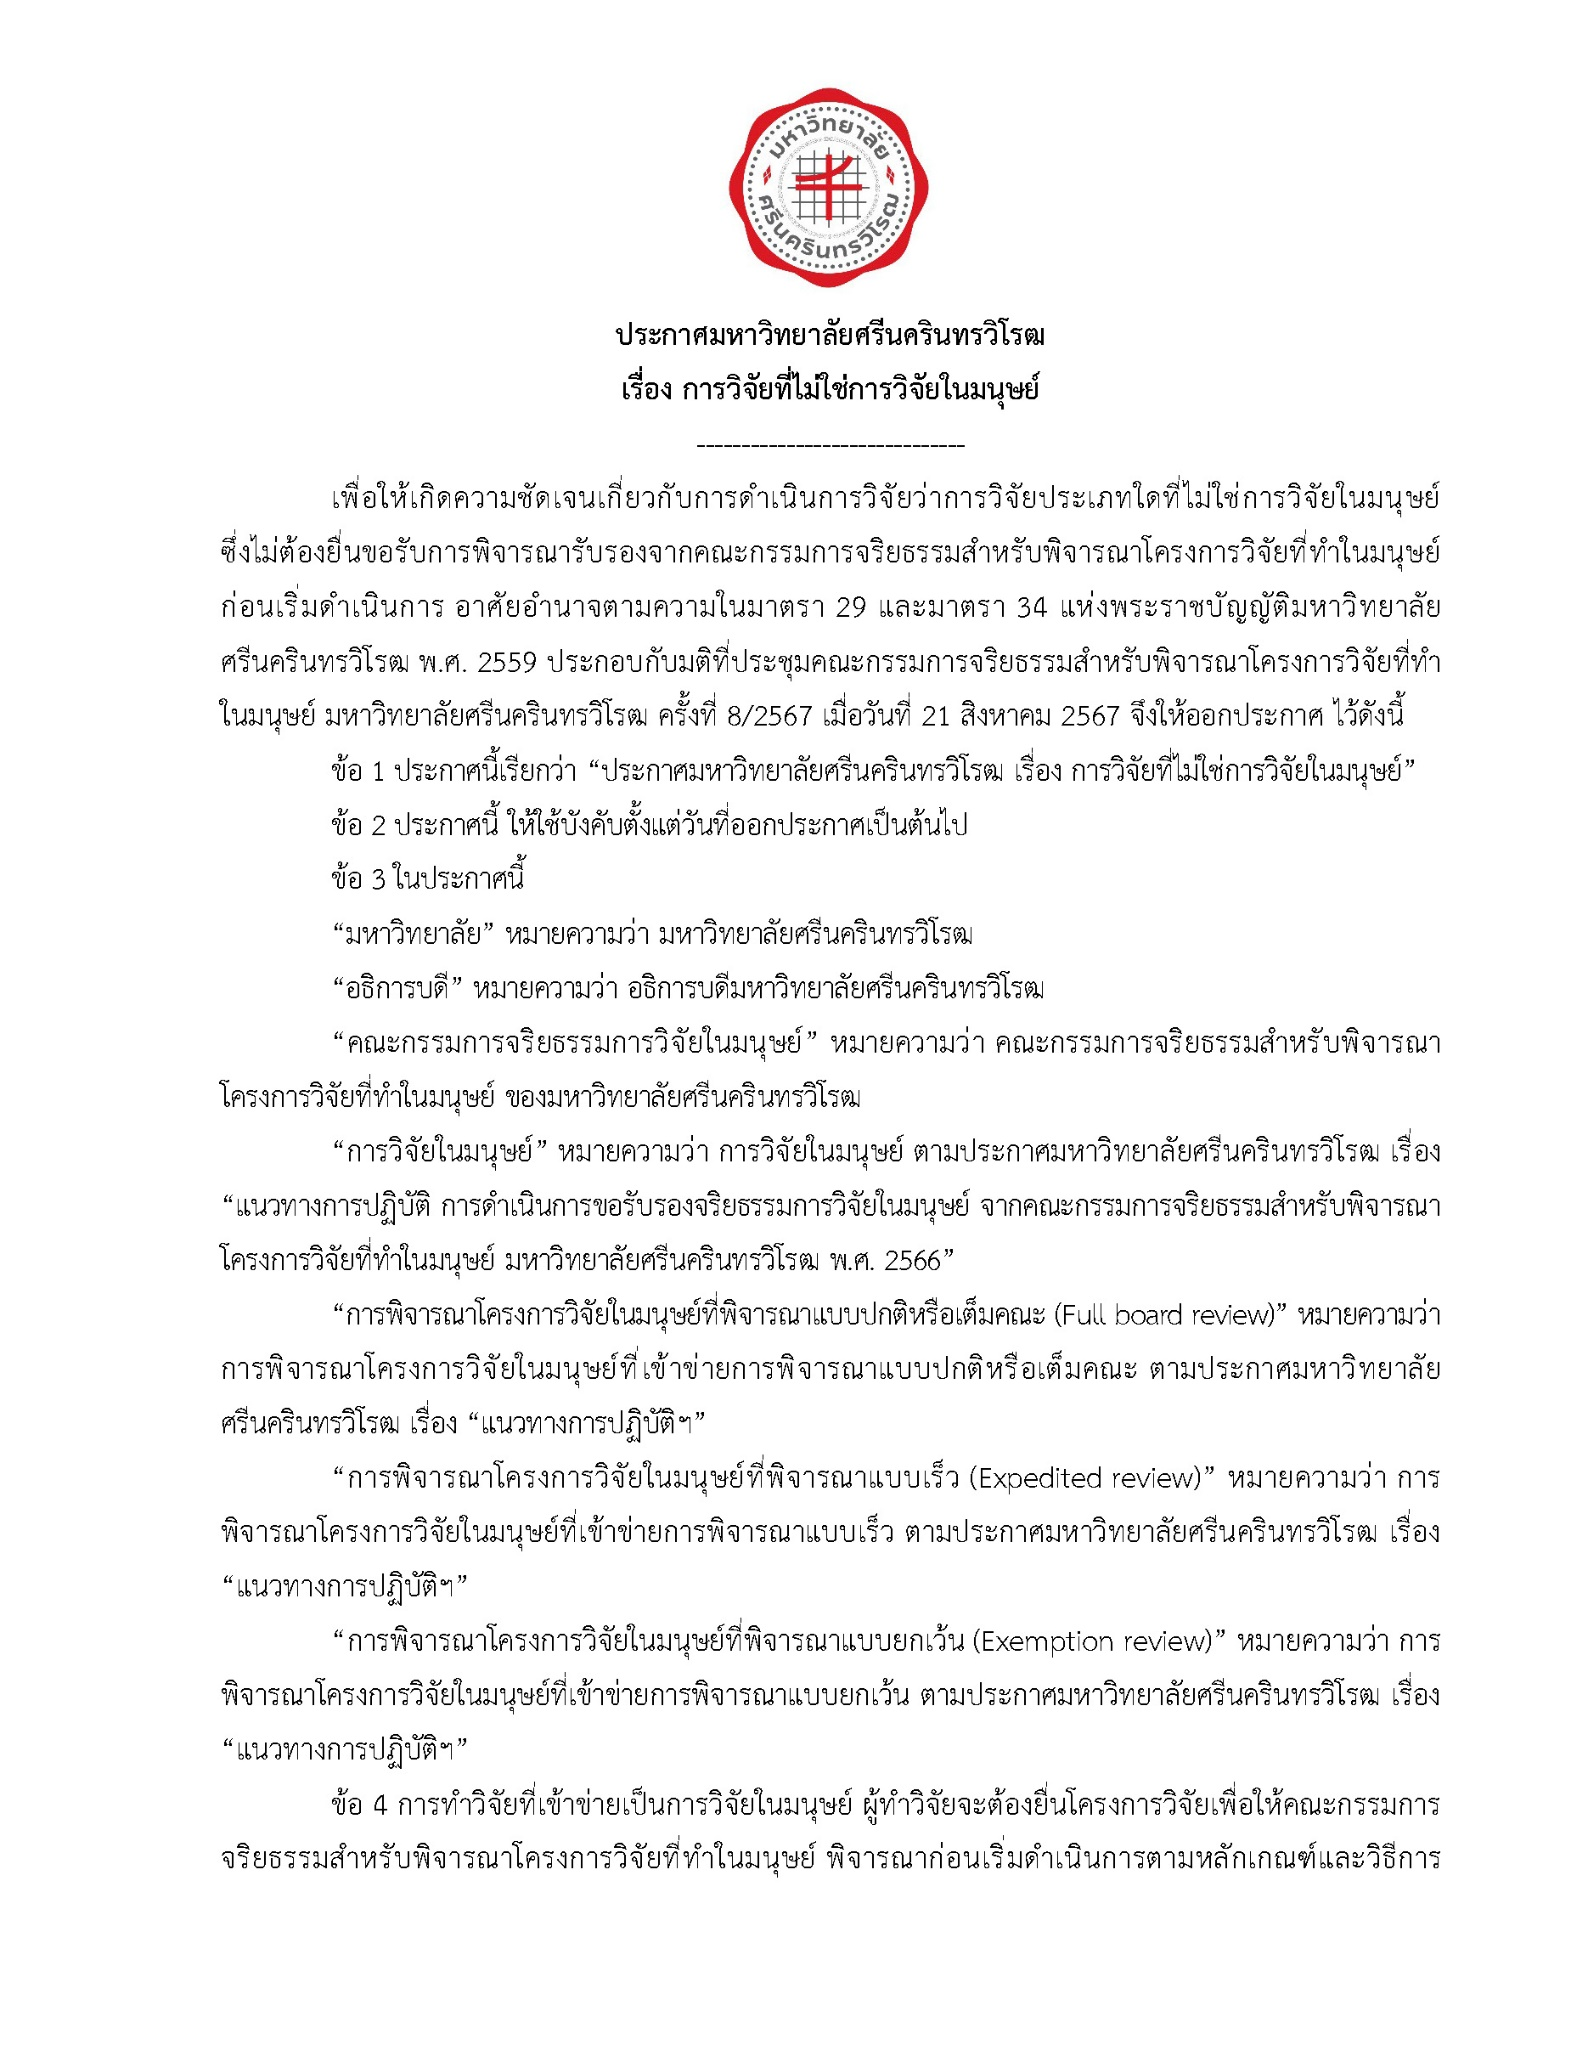 มหาวิทยาลัย
ศรีนครินทรวิโรฒ
ประกาศมหาวิทยาลัยศรีนครินทรวิโรฒ
เรื่อง การวิจัยที่ไม่ใช่การวิจัยในมนุษย์
------------------------------
เพื่อให้เกิดความชัดเจนเกี่ยวกับการดำเนินการวิจัยว่าการวิจัยประเภทใดที่ไม่ใช่การวิจัยในมนุษย์
ซึ่งไม่ต้องยื่นขอรับการพิจารณารับรองจากคณะกรรมการจริยธรรมสำหรับพิจารณาโครงการวิจัยที่ทำในมนุษย์
ก่อนเริ่มดำเนินการ อาศัยอำนาจตามความในมาตรา 29 และมาตรา 34 แห่งพระราชบัญญัติมหาวิทยาลัย
ศรีนครินทรวิโรฒ พ.ศ. 2559 ประกอบกับมติที่ประชุมคณะกรรมการจริยธรรมสำหรับพิจารณาโครงการวิจัยที่ทำ
ในมนุษย์ มหาวิทยาลัยศรีนครินทรวิโรฒ ครั้งที่ 8/2567 เมื่อวันที่ 21 สิงหาคม 2567 จึงให้ออกประกาศ ไว้ดังนี้
ข้อ 1 ประกาศนี้เรียกว่า “ประกาศมหาวิทยาลัยศรีนครินทรวิโรฒ เรื่อง การวิจัยที่ไม่ใช่การวิจัยในมนุษย์”
ข้อ 2 ประกาศนี้ ให้ใช้บังคับตั้งแต่วันที่ออกประกาศเป็นต้นไป
ข้อ 3 ในประกาศนี้
“มหาวิทยาลัย” หมายความว่า มหาวิทยาลัยศรีนครินทรวิโรฒ
“อธิการบดี” หมายความว่า อธิการบดีมหาวิทยาลัยศรีนครินทรวิโรฒ
“คณะกรรมการจริยธรรมการวิจัยในมนุษย์” หมายความว่า คณะกรรมการจริยธรรมสำหรับพิจารณา
โครงการวิจัยที่ทำในมนุษย์ ของมหาวิทยาลัยศรีนครินทรวิโรฒ
“การวิจัยในมนุษย์” หมายความว่า การวิจัยในมนุษย์ ตามประกาศมหาวิทยาลัยศรีนครินทรวิโรฒ เรื่อง
“แนวทางการปฏิบัติ การดำเนินการขอรับรองจริยธรรมการวิจัยในมนุษย์ จากคณะกรรมการจริยธรรมสำหรับพิจารณา
โครงการวิจัยที่ทำในมนุษย์ มหาวิทยาลัยศรีนครินทรวิโรฒ พ.ศ. 2566”
“การพิจารณาโครงการวิจัยในมนุษย์ที่พิจารณาแบบปกติหรือเต็มคณะ (Full board review)” หมายความว่า
การพิจารณาโครงการวิจัยในมนุษย์ที่เข้าข่ายการพิจารณาแบบปกติหรือเต็มคณะ ตามประกาศมหาวิทยาลัย
ศรีนครินทรวิโรฒ เรื่อง “แนวทางการปฏิบัติฯ”
“การพิจารณาโครงการวิจัยในมนุษย์ที่พิจารณาแบบเร็ว (Expedited review)” หมายความว่า การ
พิจารณาโครงการวิจัยในมนุษย์ที่เข้าข่ายการพิจารณาแบบเร็ว ตามประกาศมหาวิทยาลัยศรีนครินทรวิโรฒ เรื่อง
“แนวทางการปฏิบัติฯ”
“การพิจารณาโครงการวิจัยในมนุษย์ที่พิจารณาแบบยกเว้น (Exemption review)” หมายความว่า การ
พิจารณาโครงการวิจัยในมนุษย์ที่เข้าข่ายการพิจารณาแบบยกเว้น ตามประกาศมหาวิทยาลัยศรีนครินทรวิโรฒ เรื่อง
“แนวทางการปฏิบัติฯ”
ข้อ 4 การทำวิจัยที่เข้าข่ายเป็นการวิจัยในมนุษย์ ผู้ทำวิจัยจะต้องยื่นโครงการวิจัยเพื่อให้คณะกรรมการ
จริยธรรมสำหรับพิจารณาโครงการวิจัยที่ทำในมนุษย์ พิจารณาก่อนเริ่มดำเนินการตามหลักเกณฑ์และวิธีการ